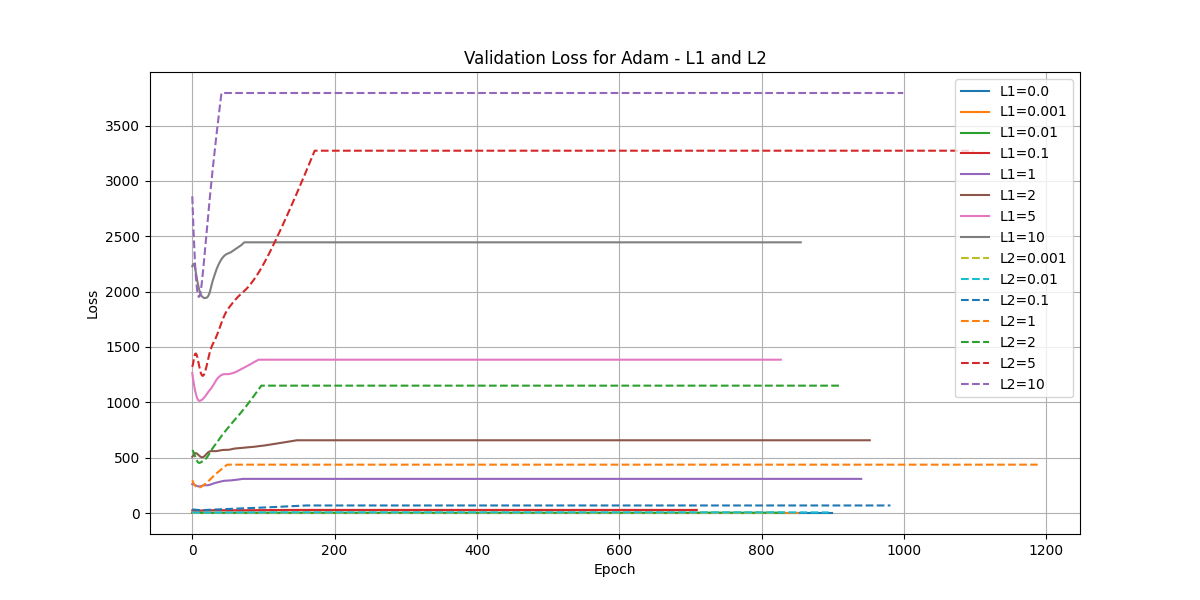 Validation Loss for Adam - L1 and L2
Loss
3500
3000
2500
2000
1500
1000
500
0
0
200
400
600
800
1000
1200
Epoch
L1=0.0
L1=0.001
L1=0.01
L1=0.1
L1=1
L1=2
L1=5
L1=10
L2=0.001
L2=0.01
L2=0.1
L2=1
L2=2
L2=5
L2=10